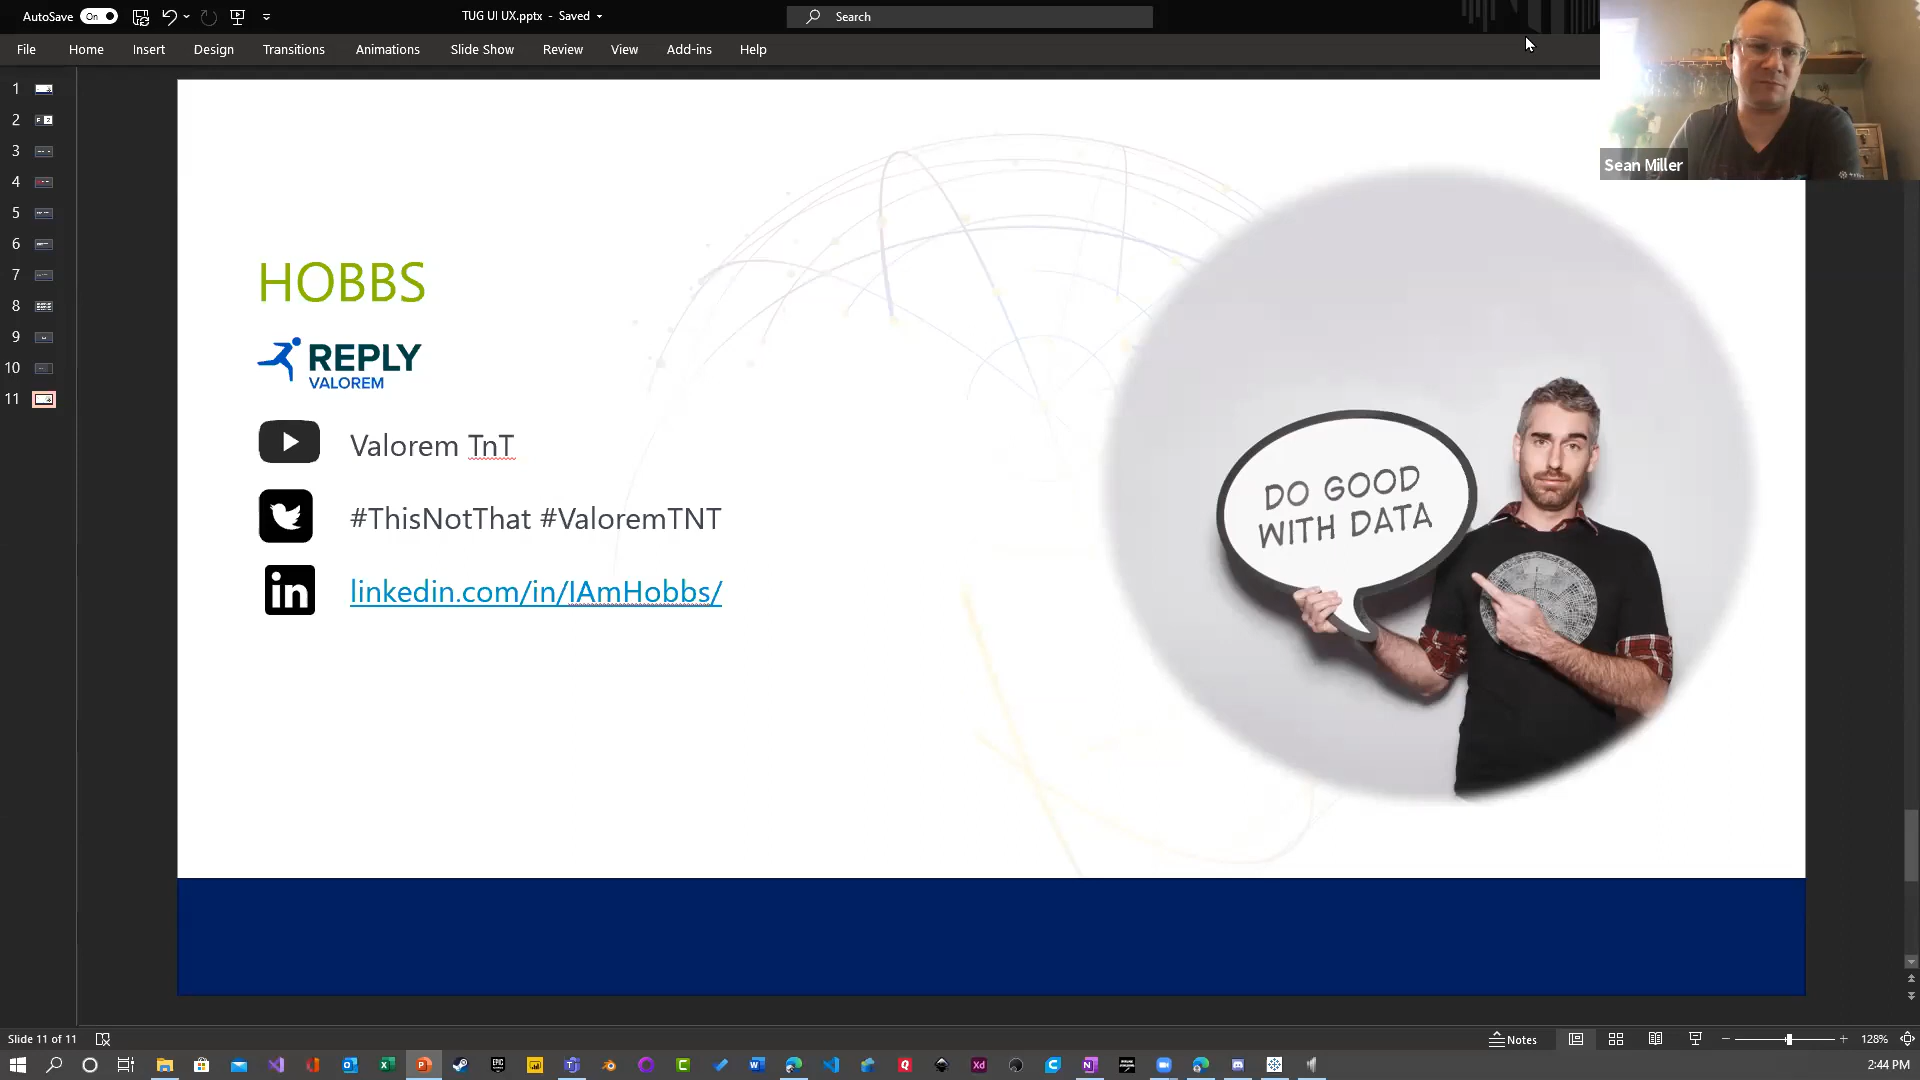 AutoSave On
TUG UI UX.pptx - Saved
Search
File Home Insert Design Transitions Animations Slide Show Review View Add-ins Help
Sean Miller
1
2
3
4
5
6
7
8
9
10
11
HOBBS
REPLY
VALOREM
Valorem TnT
#ThisNotThat #ValoremTNT
linkedin.com/in/IAmHobbs/
DO GOOD
WITH DATA
Slide 11 of 11
Notes
128%
2:44 PM